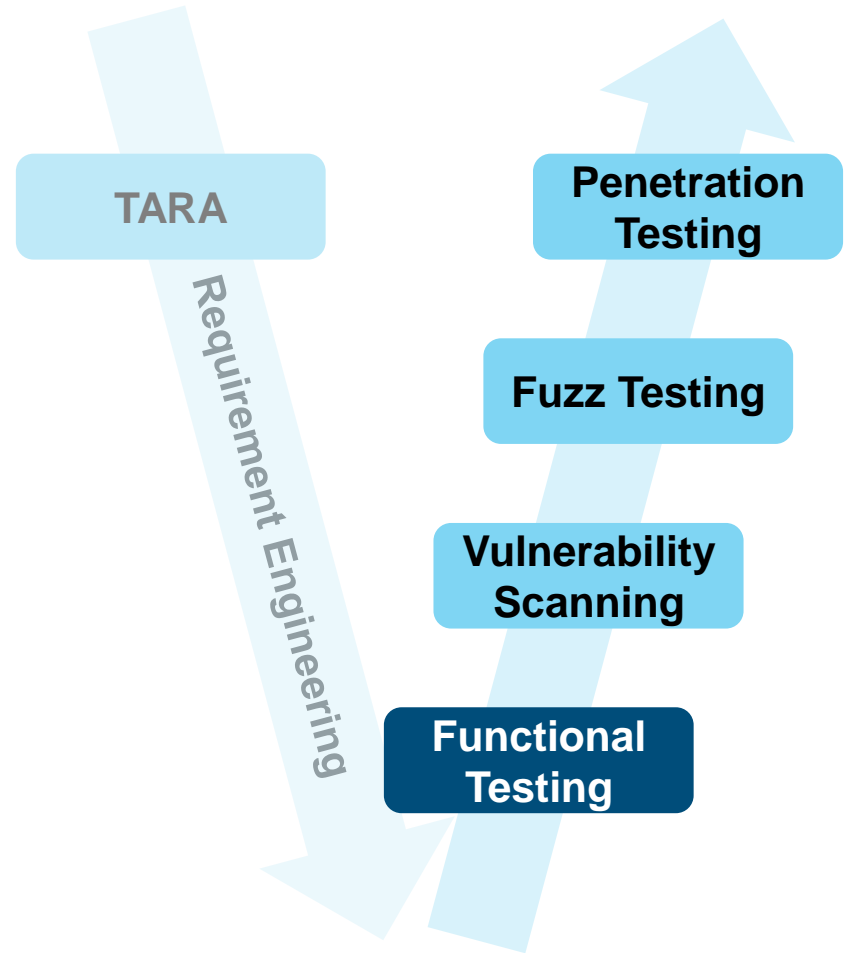 TARA
Requirement Engineering
Penetration
Testing
Fuzz Testing
Vulnerability
Scanning
Functional
Testing